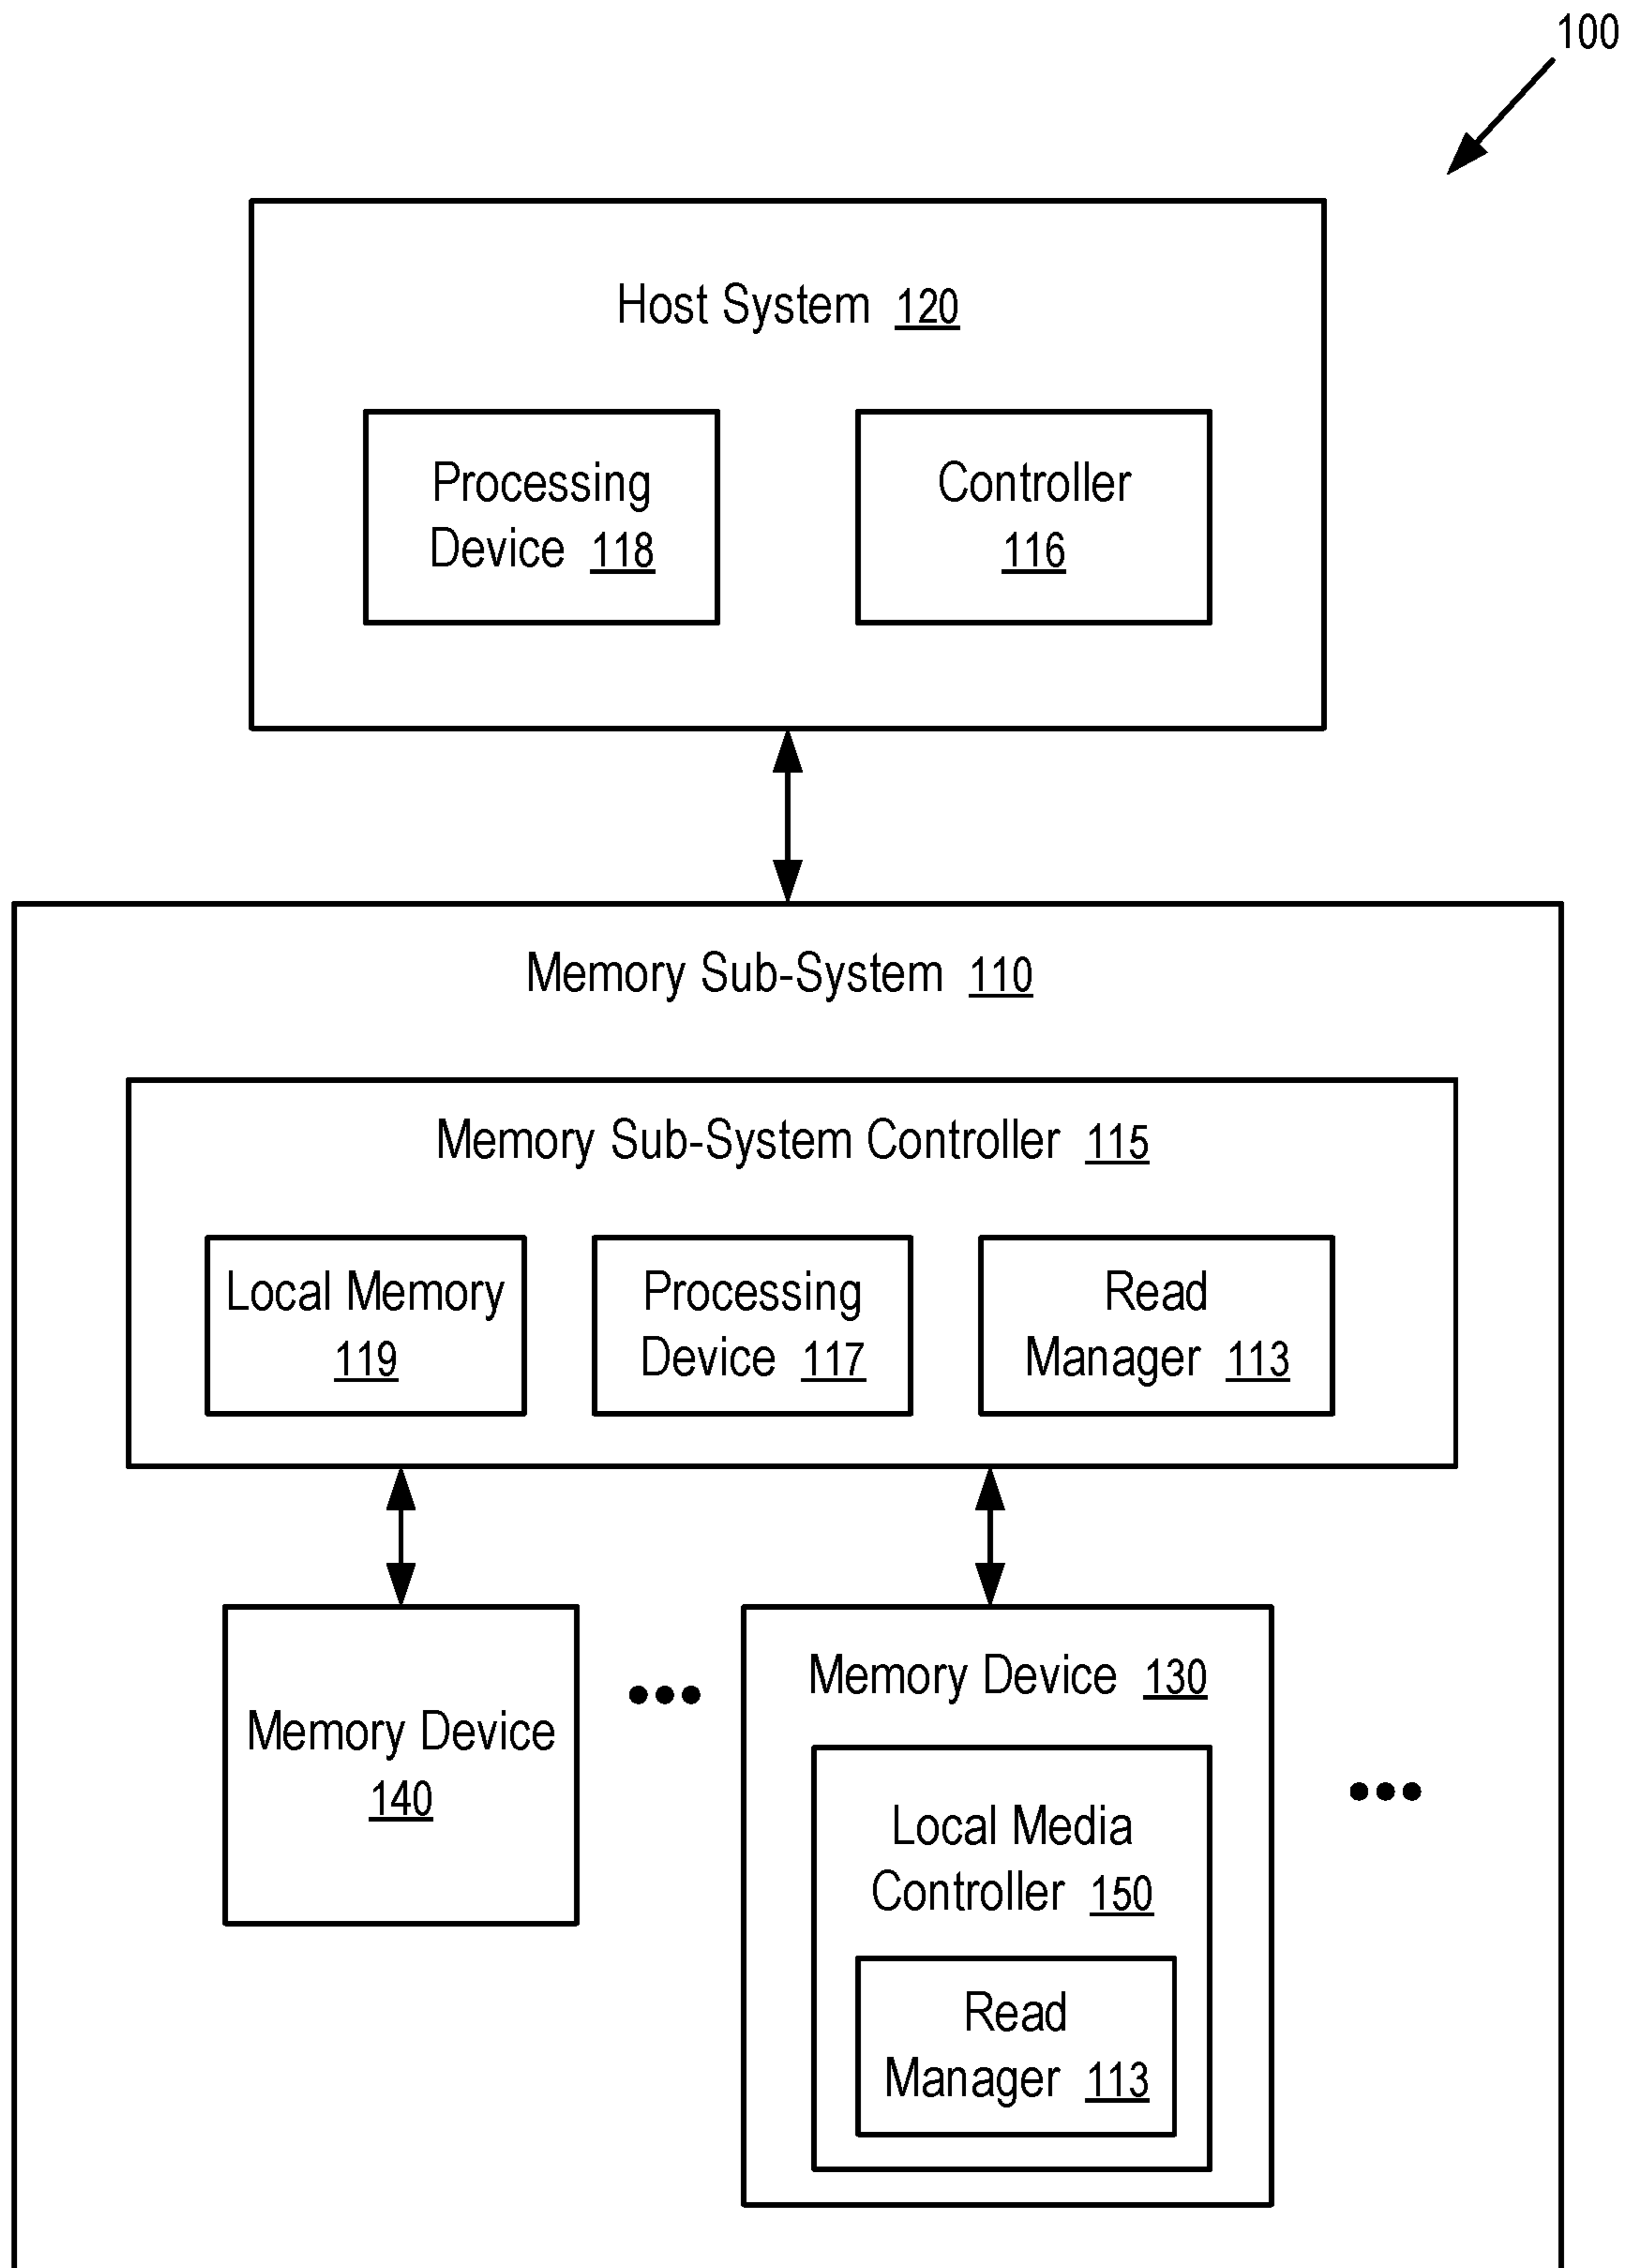 100
Host System 120
Processing
Device 118
Controller
116
Memory Sub-System 110
Memory Sub-System Controller 115
Local Memory
119
Processing
Device 117
Read
Manager 113
Memory Device
140
Memory Device 130
Local Media
Controller 150
Read
Manager 113